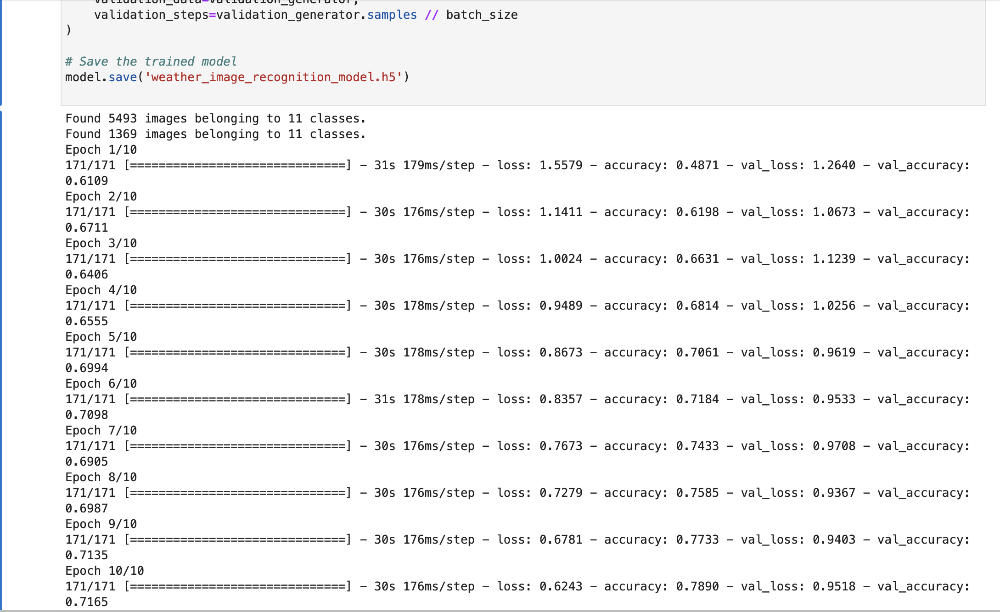 validation_data=validation_generator,
validation_steps=validation_generator.samples // batch_size
)
# Save the trained model
model.save('weather_image_recognition_model.h5')
Found 5493 images belonging to 11 classes.
Found 1369 images belonging to 11 classes.
Epoch 1/10
171/171 [==============================] - 31s 179ms/step - loss: 1.5579 - accuracy: 0.4871 - val_loss: 1.2640 - val_accuracy:
0.6109
Epoch 2/10
171/171 [==============================] - 30s 176ms/step - loss: 1.1411 - accuracy: 0.6198 - val_loss: 1.0673 - val_accuracy:
0.6711
Epoch 3/10
171/171 [==============================] - 30s 176ms/step - loss: 1.0024 - accuracy: 0.6631 - val_loss: 1.1239 - val_accuracy:
0.6406
Epoch 4/10
171/171 [==============================] - 30s 178ms/step - loss: 0.9489 - accuracy: 0.6814 - val_loss: 1.0256 - val_accuracy:
0.6555
Epoch 5/10
171/171 [==============================] - 30s 178ms/step - loss: 0.8673 - accuracy: 0.7061 - val_loss: 0.9619 - val_accuracy:
0.6994
Epoch 6/10
171/171 [==============================] - 31s 178ms/step - loss: 0.8357 - accuracy: 0.7184 - val_loss: 0.9533 - val_accuracy:
0.7098
Epoch 7/10
171/171 [==============================] - 30s 176ms/step - loss: 0.7673 - accuracy: 0.7433 - val_loss: 0.9708 - val_accuracy:
0.6905
Epoch 8/10
171/171 [==============================] - 30s 176ms/step - loss: 0.7279 - accuracy: 0.7585 - val_loss: 0.9367 - val_accuracy:
0.6987
Epoch 9/10
171/171 [==============================] - 30s 176ms/step - loss: 0.6781 - accuracy: 0.7733 - val_loss: 0.9403 - val_accuracy:
0.7135
Epoch 10/10
171/171 [==============================] - 30s 176ms/step - loss: 0.6243 - accuracy: 0.7890 - val_loss: 0.9518 - val_accuracy:
0.7165